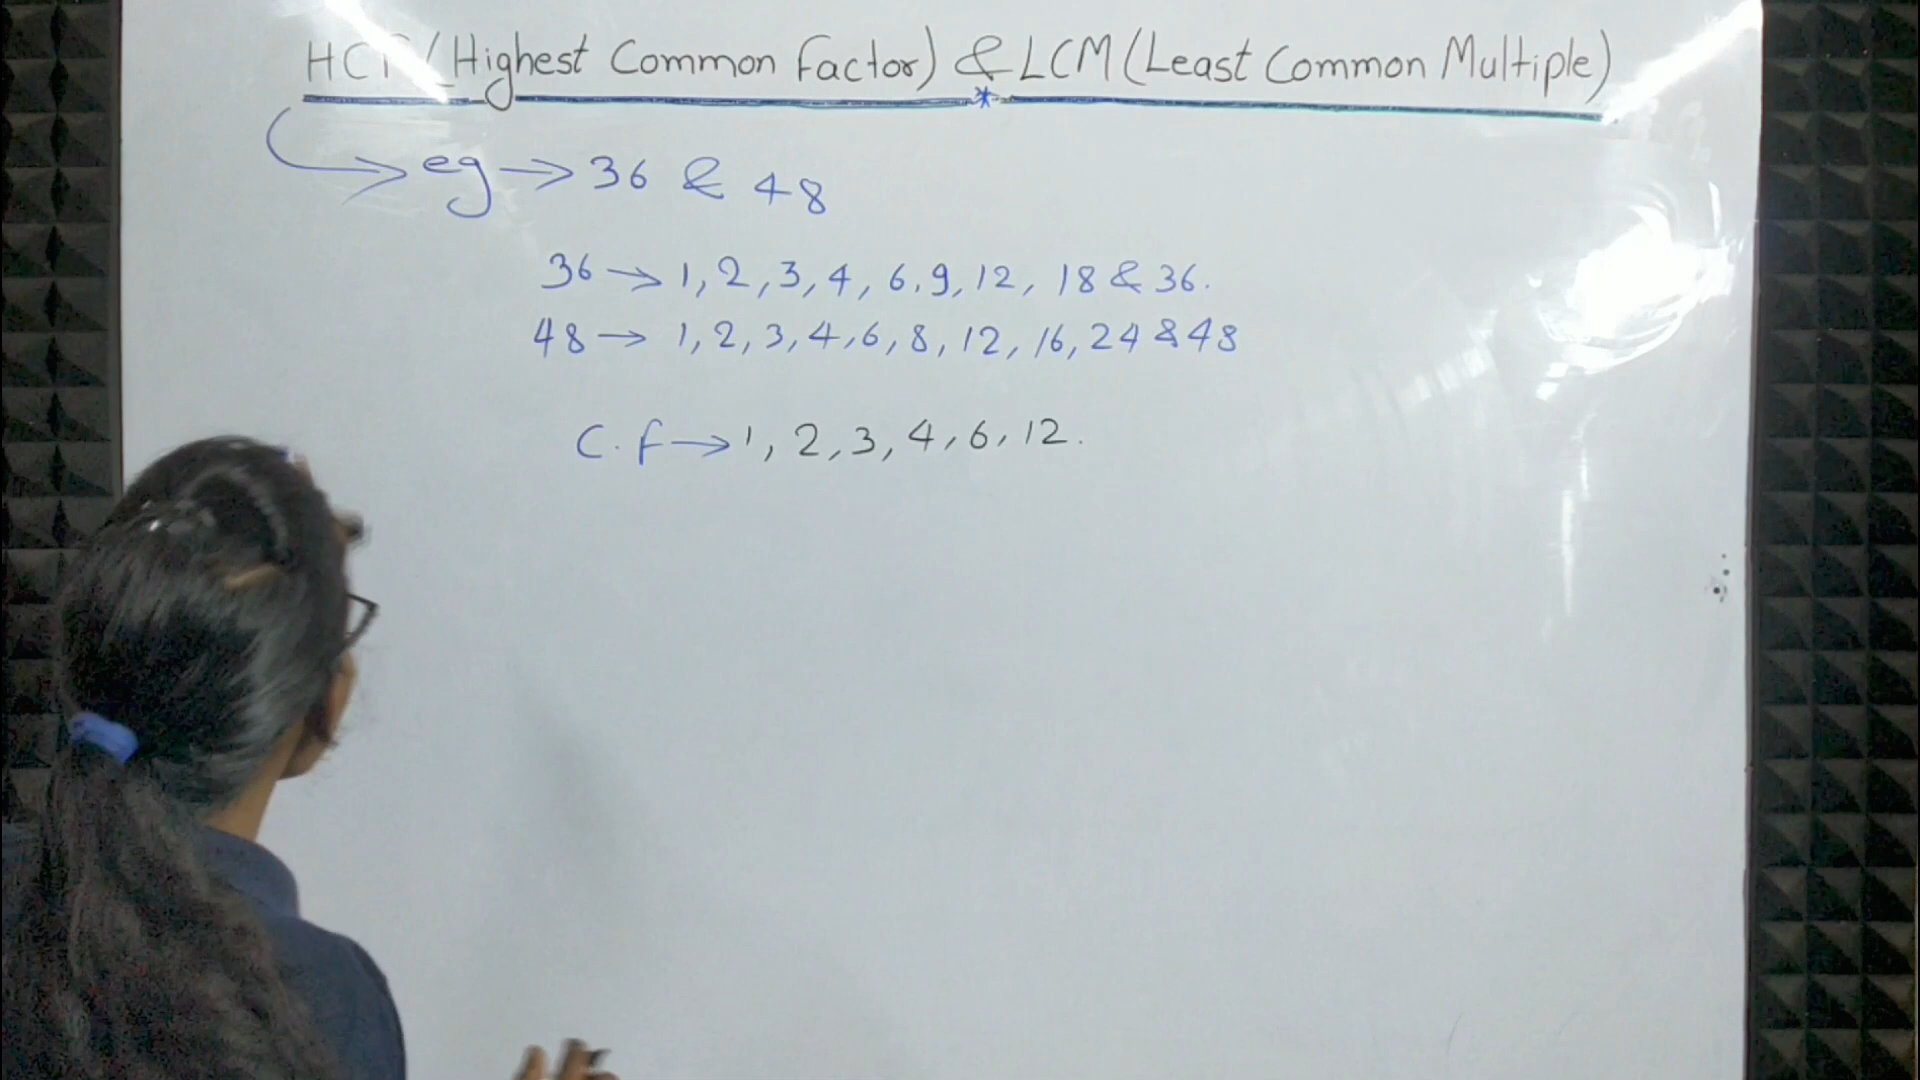 HCF (Highest Common Factor) & LCM (Least Common Multiple)
eg → 36 & 48
36 → 1, 2, 3, 4, 6, 9, 12, 18 & 36.
48 → 1, 2, 3, 4, 6, 8, 12, 16, 24 & 48
C.F → 1, 2, 3, 4, 6, 12.